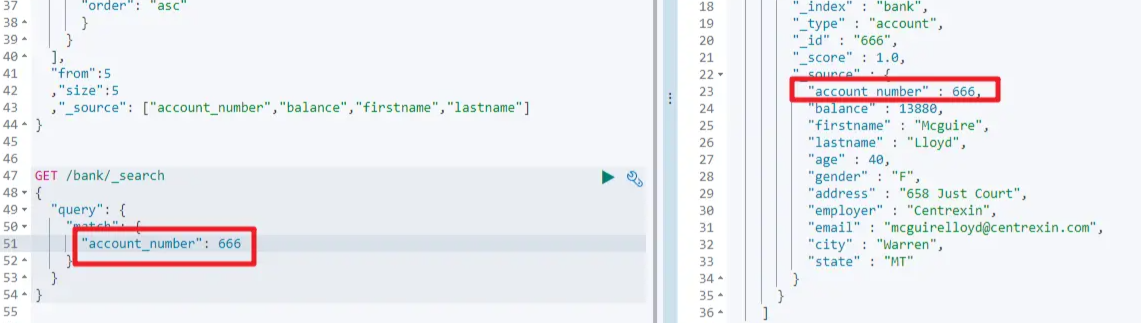 37 "order": "asc"
38 }
39 }
40 ],
41 "from":5
42 ,"size":5
43 ,"_source": ["account_number","balance","firstname","lastname"]
44 }
45
46
47 GET /bank/_search
48 {
49 "query": {
50 "match": {
51 "account_number": 666
52 }
53 }
54 }
55
18 "_index" : "bank",
19 "_type" : "account",
20 "_id" : "666",
21 "_score" : 1.0,
22 "_source" : {
23 "account_number" : 666,
24 "balance" : 13880,
25 "firstname" : "Mcguire",
26 "lastname" : "Lloyd",
27 "age" : 40,
28 "gender" : "F",
29 "address" : "658 Just Court",
30 "employer" : "Centrexin",
31 "email" : "mcguirelloyd@centrexin.com",
32 "city" : "Warren",
33 "state" : "MT"
34 }
35 }
36 ]